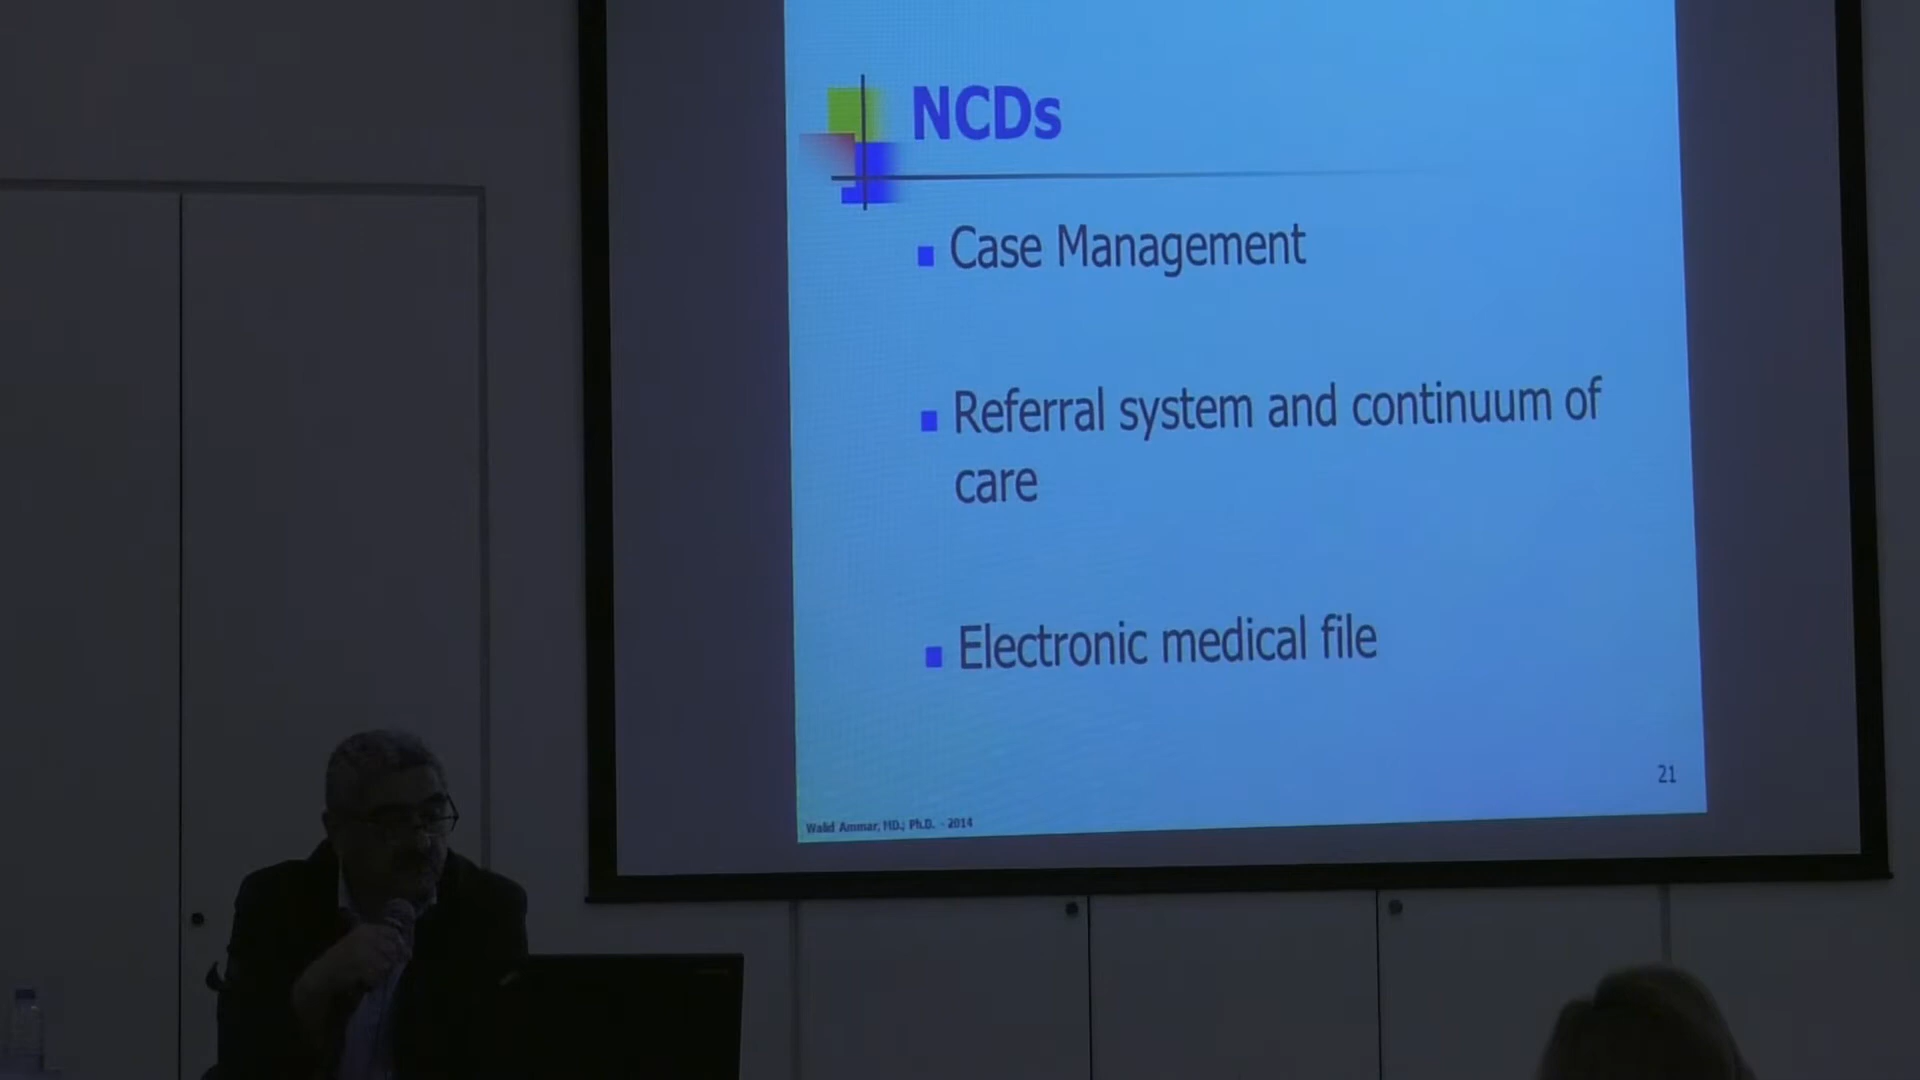 NCDs
Case Management
Referral system and continuum of
care
Electronic medical file
21
Walid Ammar, MD.; Ph.D. - 2014